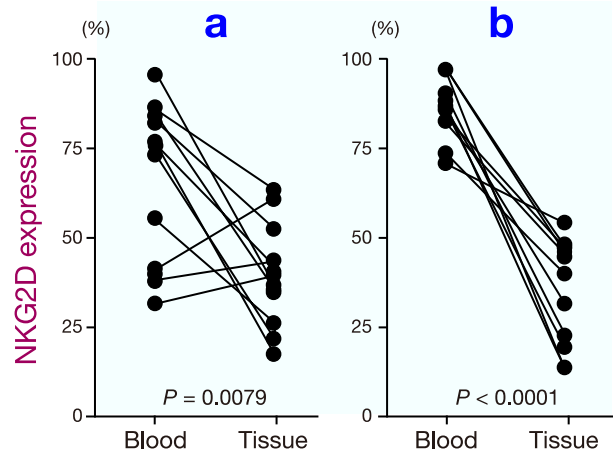 a
b
(%)
(%)
100
75
50
25
0
100
75
50
25
0
NKG2D expression
P = 0.0079
P < 0.0001
Blood
Tissue
Blood
Tissue